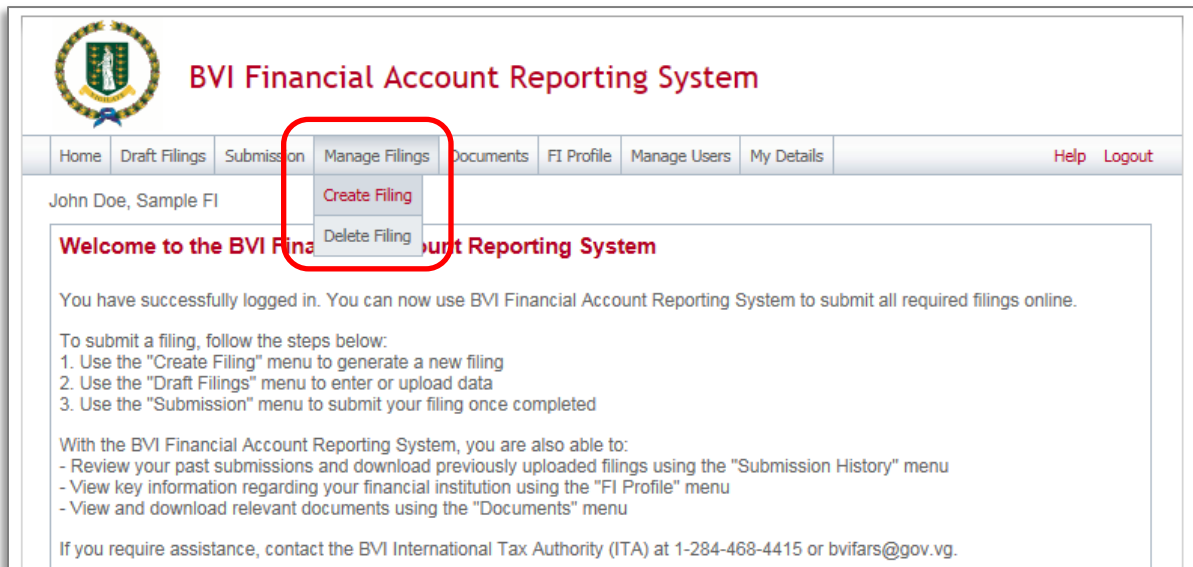 BVI Financial Account Reporting System
Home Draft Filings Submission Manage Filings Documents FI Profile Manage Users My Details Help Logout
John Doe, Sample FI
Create Filing
Delete Filing
Welcome to the BVI Fina unt Reporting System
You have successfully logged in. You can now use BVI Financial Account Reporting System to submit all required filings online.
To submit a filing, follow the steps below:
1. Use the "Create Filing" menu to generate a new filing
2. Use the "Draft Filings" menu to enter or upload data
3. Use the "Submission" menu to submit your filing once completed
With the BVI Financial Account Reporting System, you are also able to:
- Review your past submissions and download previously uploaded filings using the "Submission History" menu
- View key information regarding your financial institution using the "FI Profile" menu
- View and download relevant documents using the "Documents" menu
If you require assistance, contact the BVI International Tax Authority (ITA) at 1-284-468-4415 or bvifars@gov.vg.